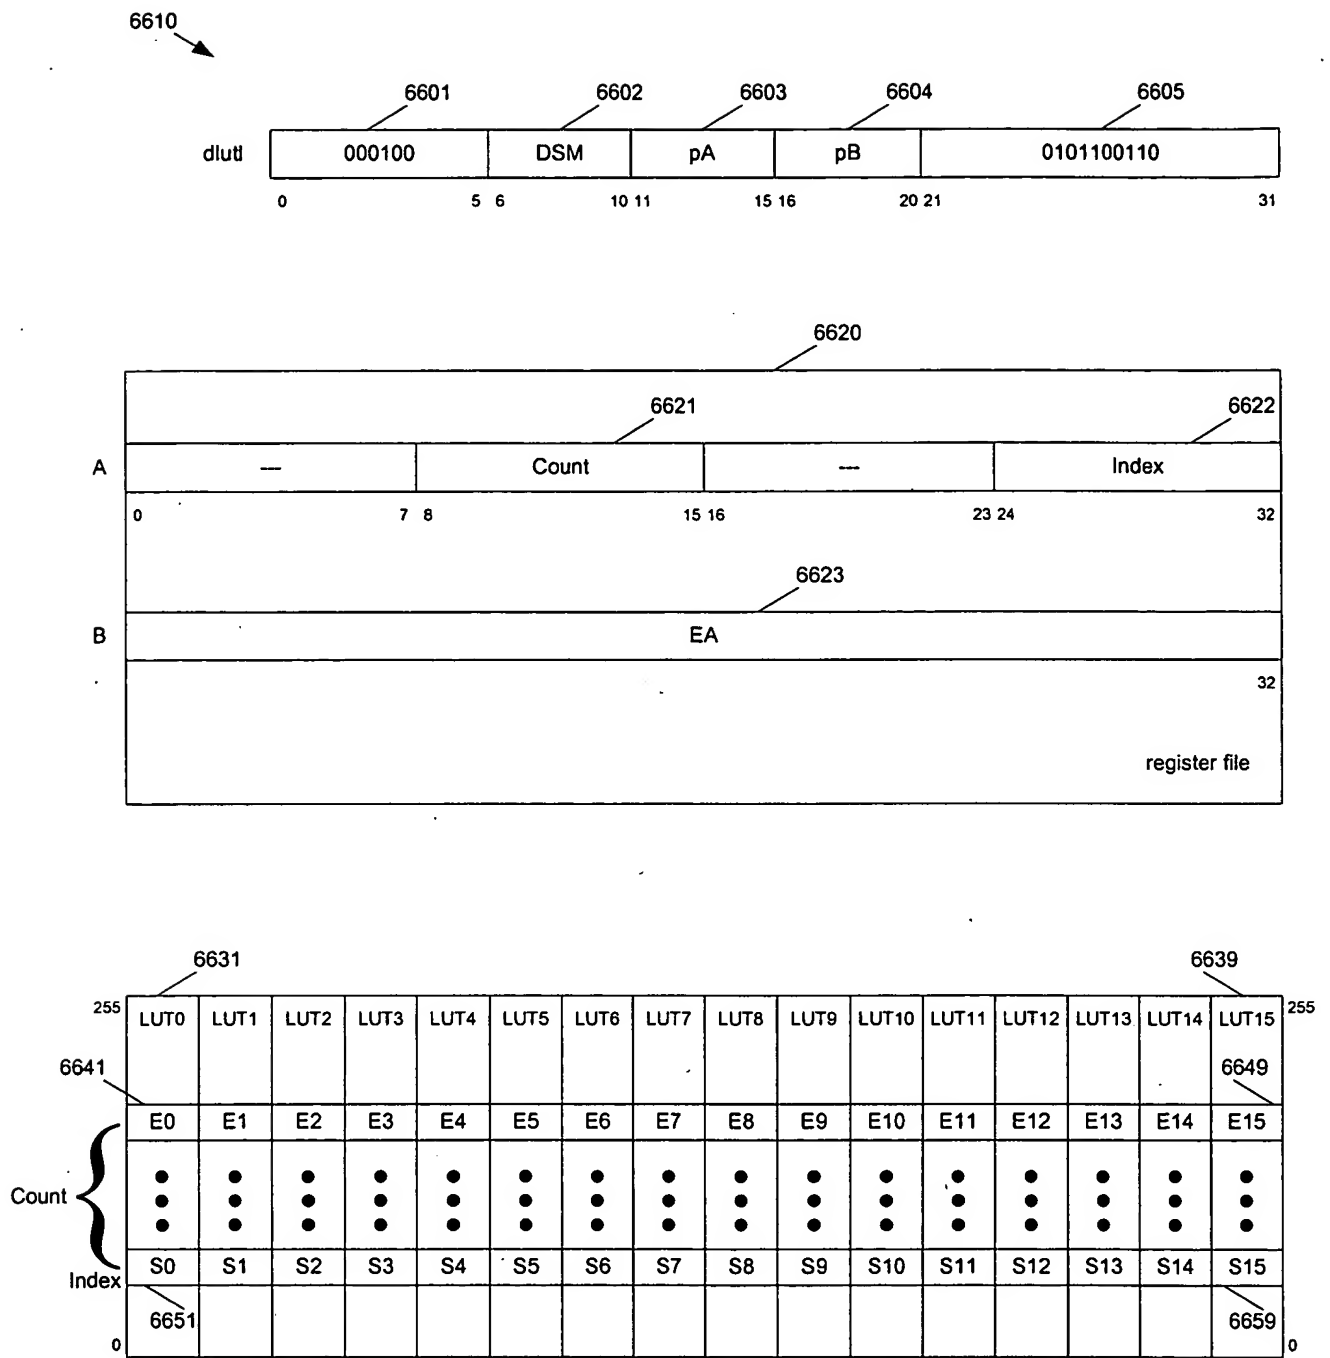 6610
6601 6602 6603 6604 6605
dlutl 000100 DSM pA pB 0101100110
0 5 6 10 11 15 16 20 21 31
6620
6621 6622
A --- Count --- Index
0 7 8 15 16 23 24 32
6623
B EA
32
register file
6631 6639
255 LUT0 LUT1 LUT2 LUT3 LUT4 LUT5 LUT6 LUT7 LUT8 LUT9 LUT10 LUT11 LUT12 LUT13 LUT14 LUT15 255
6641 6649
E0 E1 E2 E3 E4 E5 E6 E7 E8 E9 E10 E11 E12 E13 E14 E15
Count
Index S0 S1 S2 S3 S4 S5 S6 S7 S8 S9 S10 S11 S12 S13 S14 S15
6651 6659
0 0